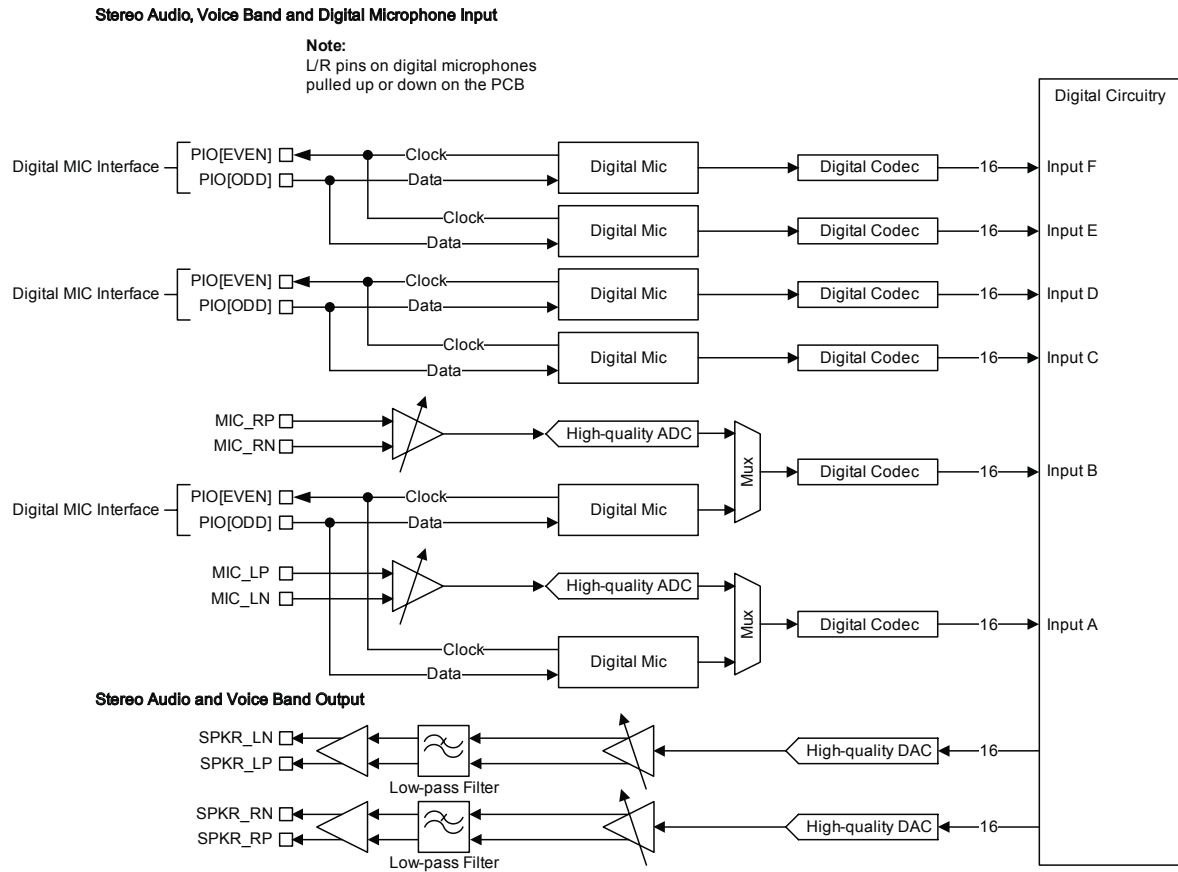 Stereo Audio, Voice Band and Digital Microphone Input
Note:
L/R pins on digital microphones
pulled up or down on the PCB
Digital Circuitry
Digital MIC Interface
PIO[EVEN]
PIO[ODD]
Clock
Data
Digital Mic
Digital Codec
16
Input F
Clock
Data
Digital Mic
Digital Codec
16
Input E
Digital MIC Interface
PIO[EVEN]
PIO[ODD]
Clock
Data
Digital Mic
Digital Codec
16
Input D
Clock
Data
Digital Mic
Digital Codec
16
Input C
MIC_RP
MIC_RN
High-quality ADC
Mux
Digital Codec
16
Input B
Digital MIC Interface
PIO[EVEN]
PIO[ODD]
Clock
Data
Digital Mic
MIC_LP
MIC_LN
High-quality ADC
Mux
Digital Codec
16
Input A
Clock
Data
Digital Mic
Stereo Audio and Voice Band Output
SPKR_LN
SPKR_LP
Low-pass Filter
High-quality DAC
16
SPKR_RN
SPKR_RP
Low-pass Filter
High-quality DAC
16